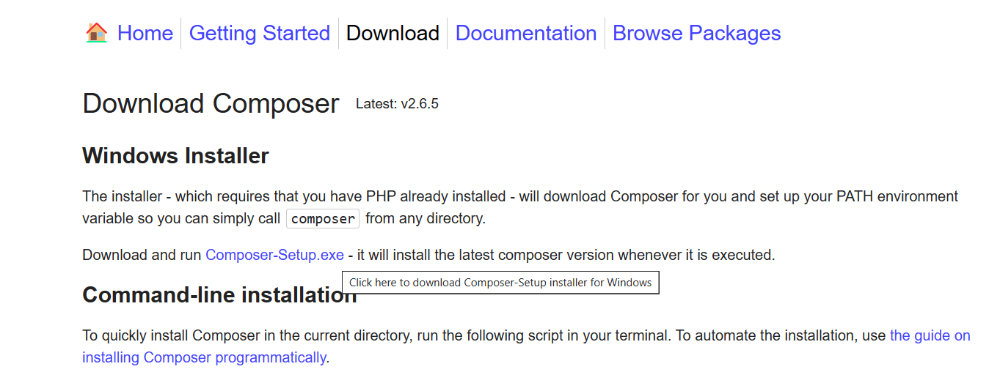 Home Getting Started Download Documentation Browse Packages
Download Composer Latest: v2.6.5
Windows Installer
The installer - which requires that you have PHP already installed - will download Composer for you and set up your PATH environment
variable so you can simply call composer from any directory.
Download and run Composer-Setup.exe - it will install the latest composer version whenever it is executed.
Click here to download Composer-Setup installer for Windows
Command-line installation
To quickly install Composer in the current directory, run the following script in your terminal. To automate the installation, use the guide on
installing Composer programmatically.